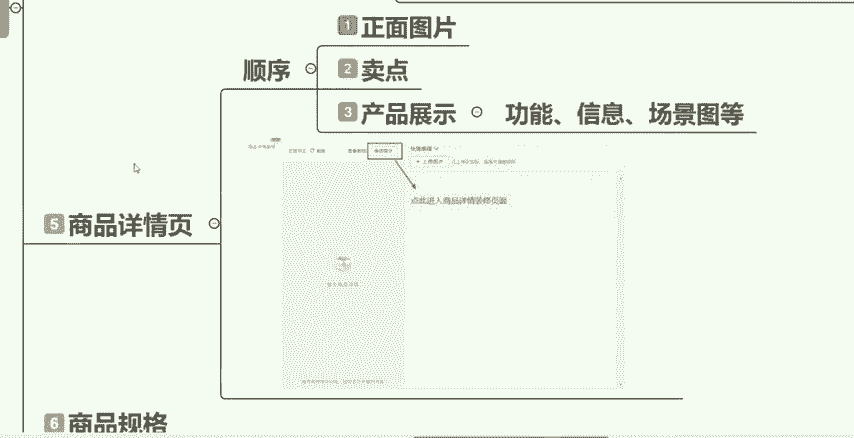 1 正面图片
顺序
2 卖点
3 产品展示
功能、信息、场景图等
点此进入商品详情装修页面
5 商品详情页
6 商品规格